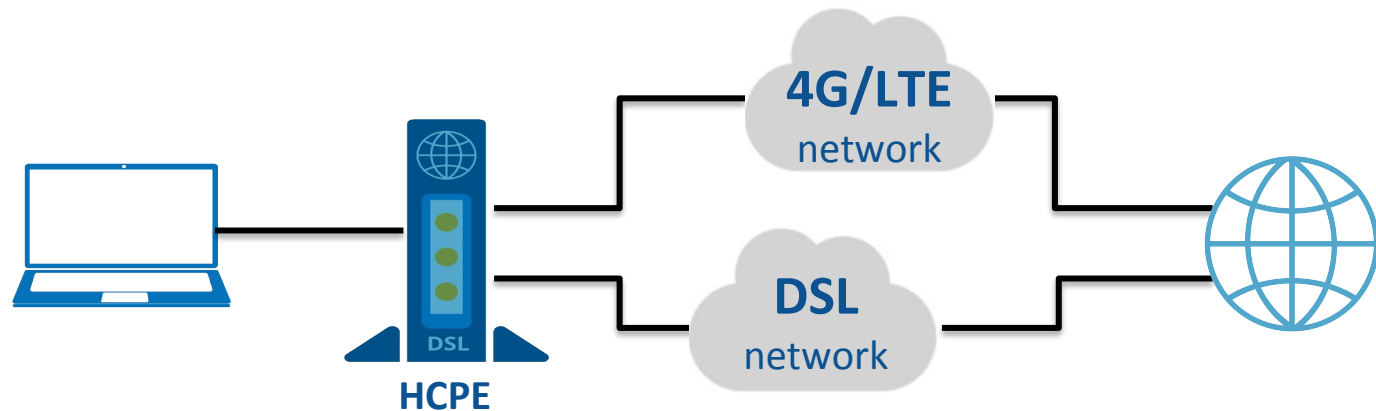 4G/LTE
network
DSL
HCPE
DSL
network